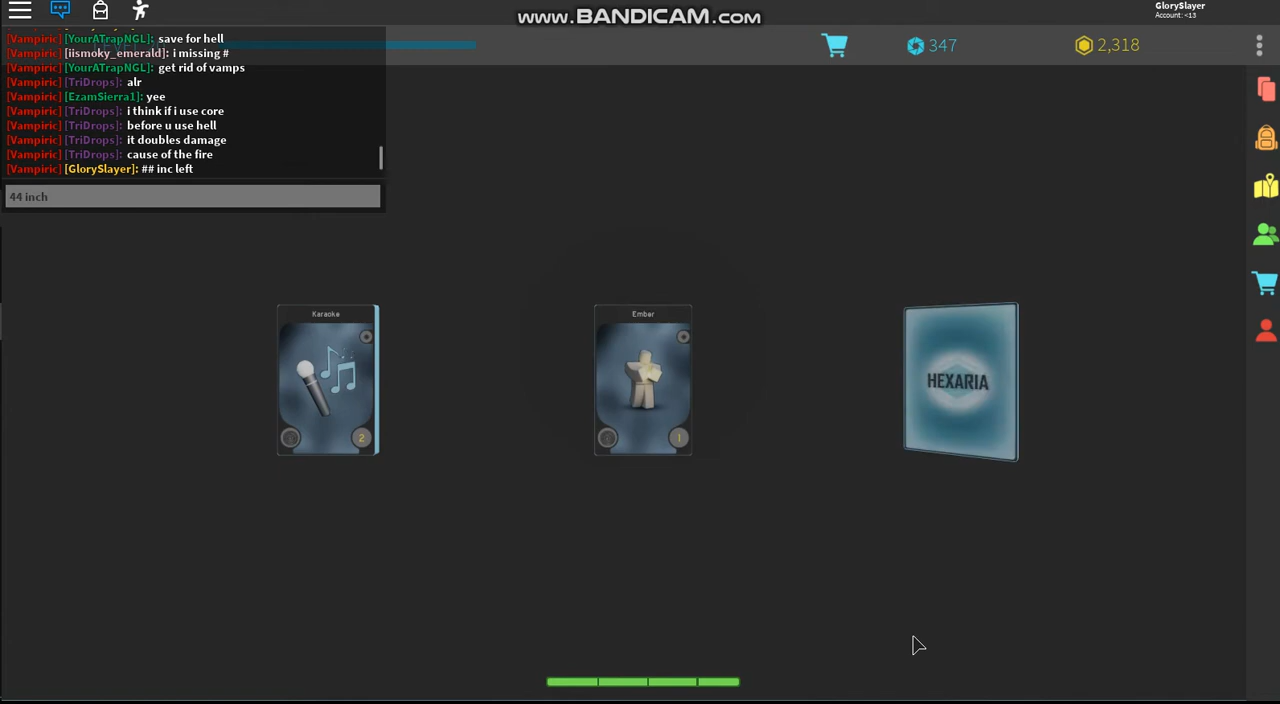 www.BANDICAM.com
GlorySlayer
Account: <13
347
2,318
[Vampiric] [YourATrapNGL]: save for hell
[Vampiric] [iismoky_emerald]: i missing #
[Vampiric] [YourATrapNGL]: get rid of vamps
[Vampiric] [TriDrops]: alr
[Vampiric] [EzamSierra1]: yee
[Vampiric] [TriDrops]: i think if i use core
[Vampiric] [TriDrops]: before u use hell
[Vampiric] [TriDrops]: it doubles damage
[Vampiric] [TriDrops]: cause of the fire
[Vampiric] [GlorySlayer]: ## inc left
44 inch
Karaoke
2
Ember
1
HEXARIA